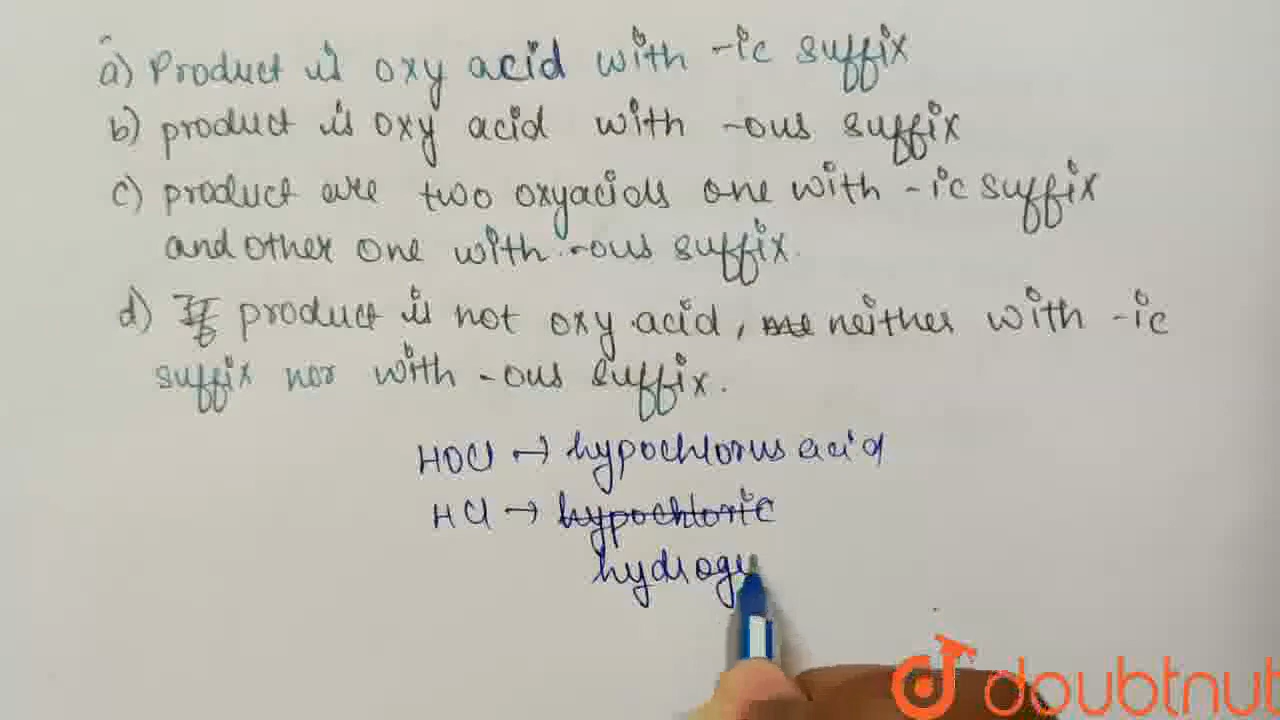 a) Product is oxy acid with -ic suffix
b) product is oxy acid with -ous suffix
c) product are two oxyacids one with -ic suffix
and other one with -ous suffix.
d) product is not oxy acid, neither with -ic
suffix nor with -ous suffix.
HOCl → hypochlorus acid
HCl → hypochloric
hydroge
doubtnut